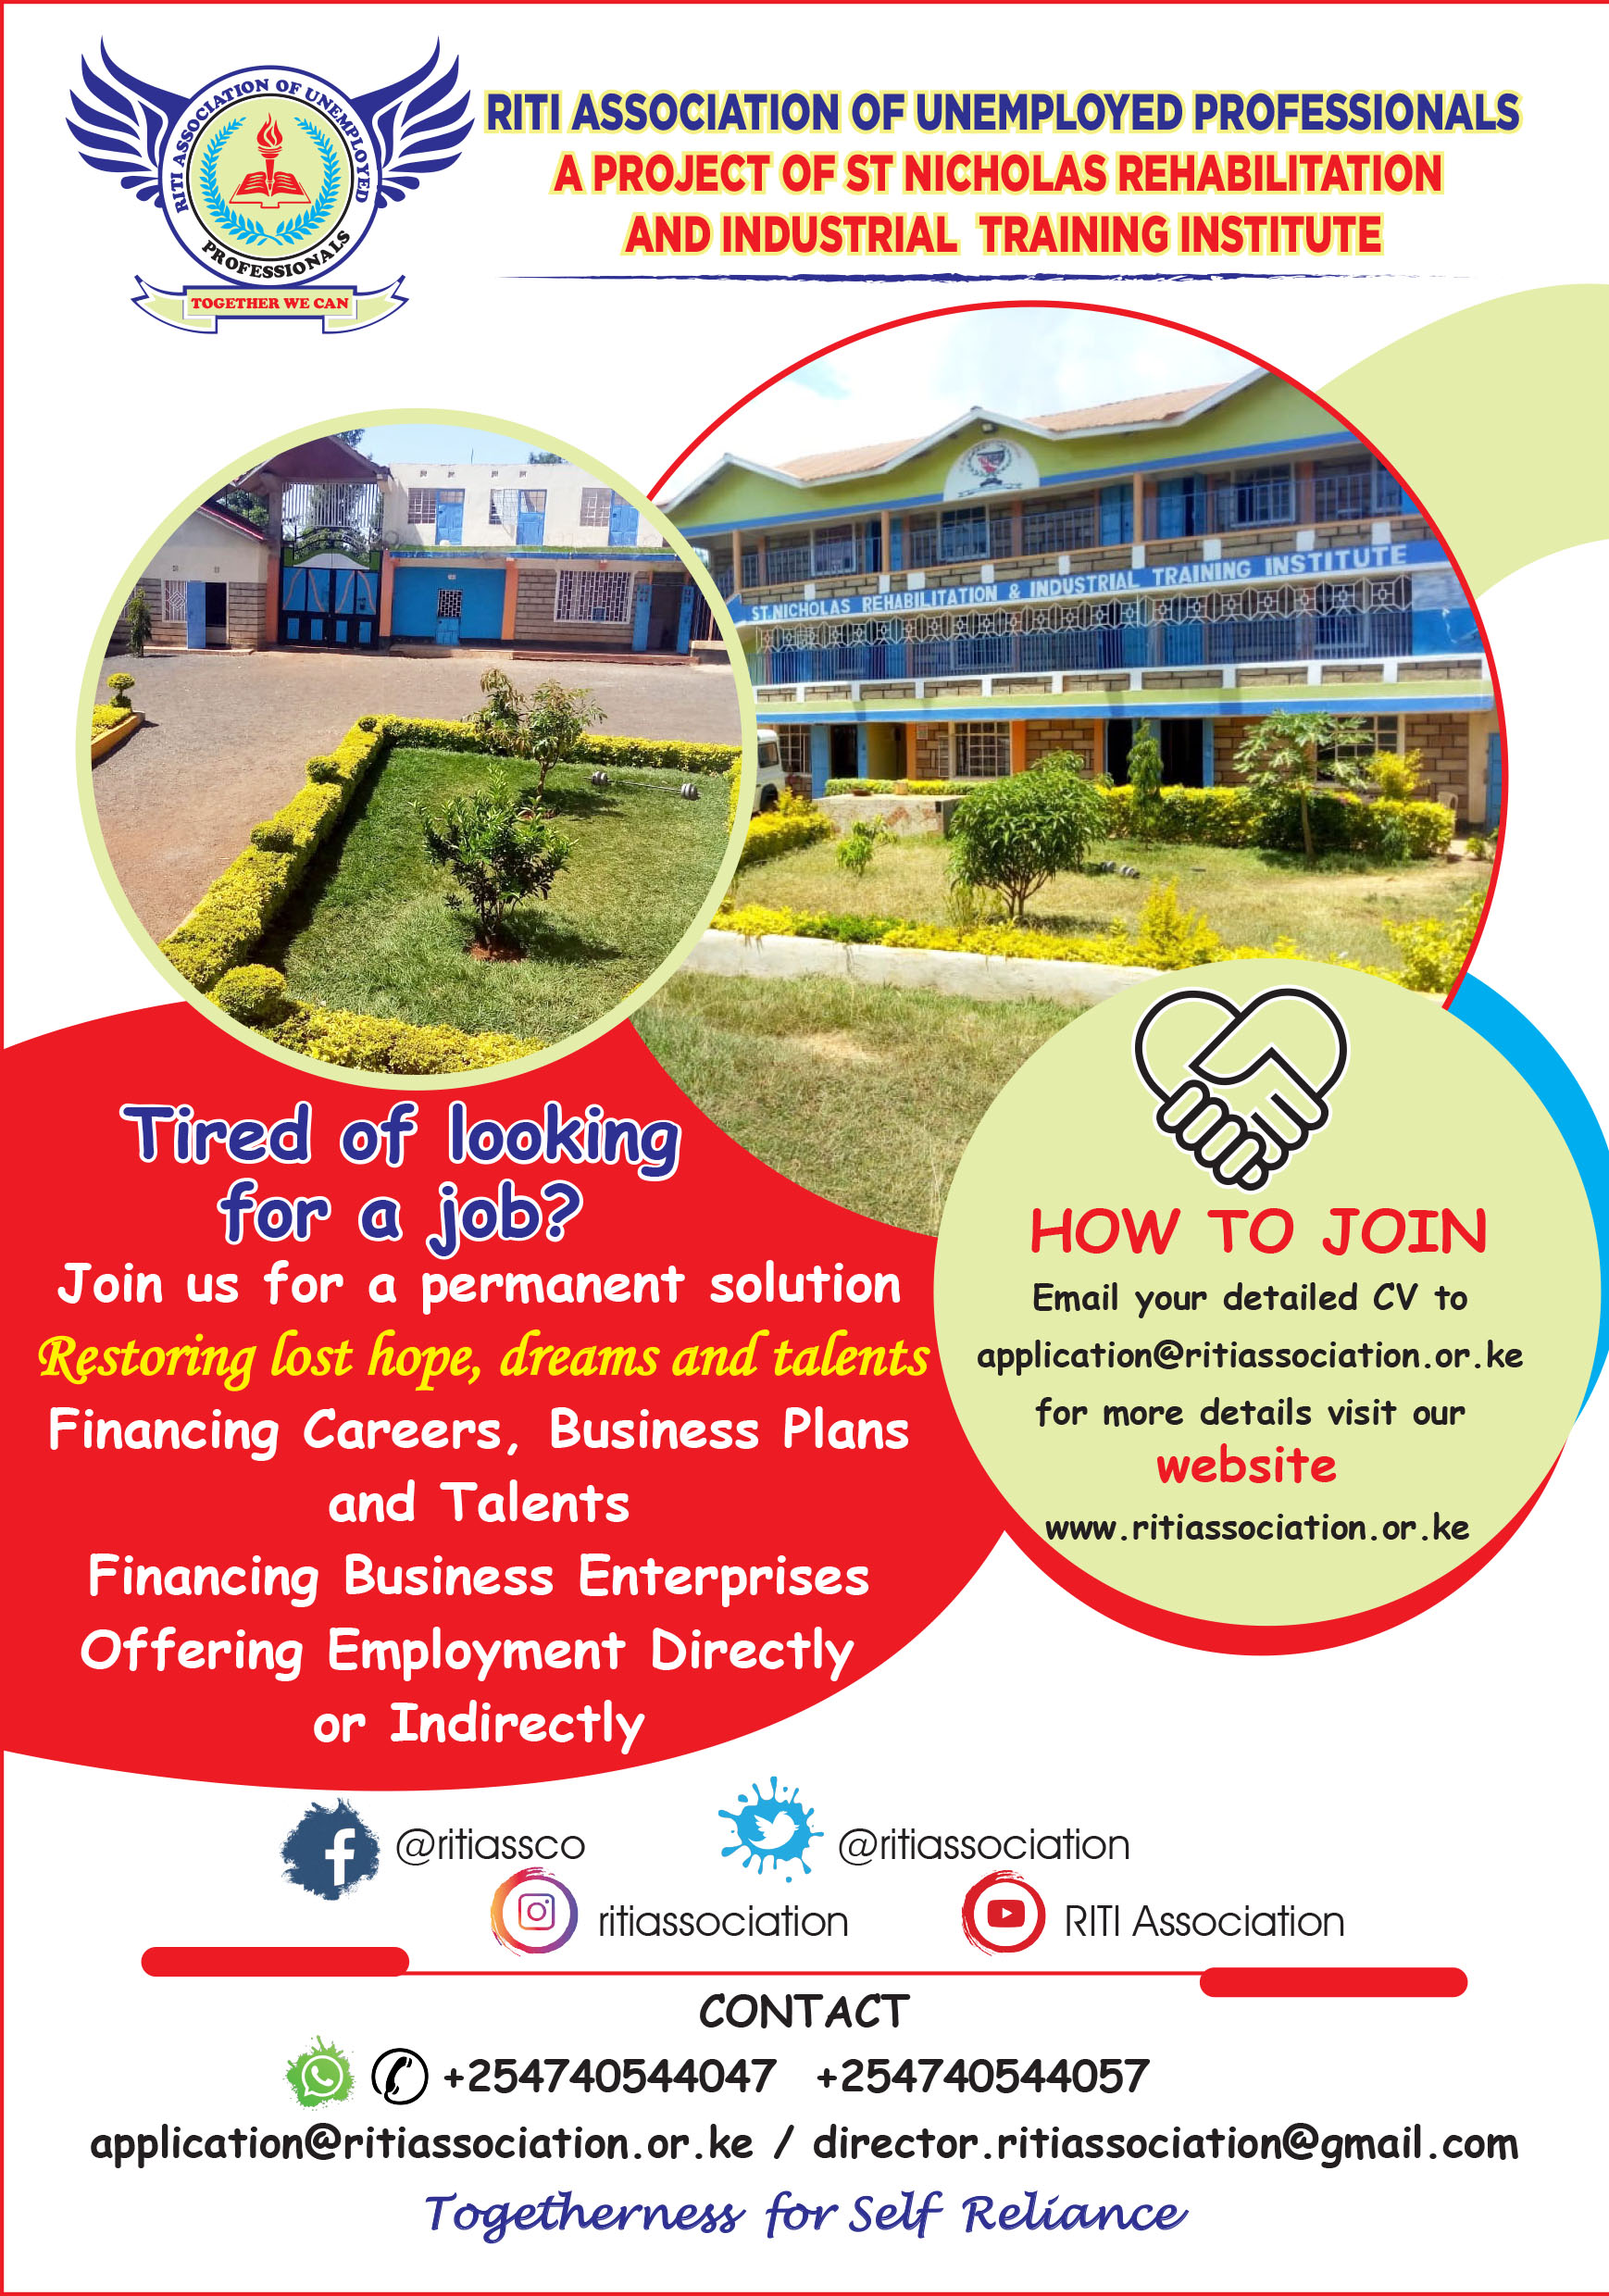 RITI ASSOCIATION OF UNEMPLOYED
PROFESSIONALS
TOGETHER WE CAN
RITI ASSOCIATION OF UNEMPLOYED PROFESSIONALS
A PROJECT OF ST NICHOLAS REHABILITATION
AND INDUSTRIAL TRAINING INSTITUTE
ST.NICHOLAS REHABILITATION & INDUSTRIAL TRAINING INSTITUTE
Tired of looking
for a job?
Join us for a permanent solution
Restoring lost hope, dreams and talents
Financing Careers, Business Plans
and Talents
Financing Business Enterprises
Offering Employment Directly
or Indirectly
HOW TO JOIN
Email your detailed CV to
application@ritiassociation.or.ke
for more details visit our
website
www.ritiassociation.or.ke
@ritiassco
@ritiassociation
ritiassociation
RITI Association
CONTACT
+254740544047 +254740544057
application@ritiassociation.or.ke / director.ritiassociation@gmail.com
Togetherness for Self Reliance